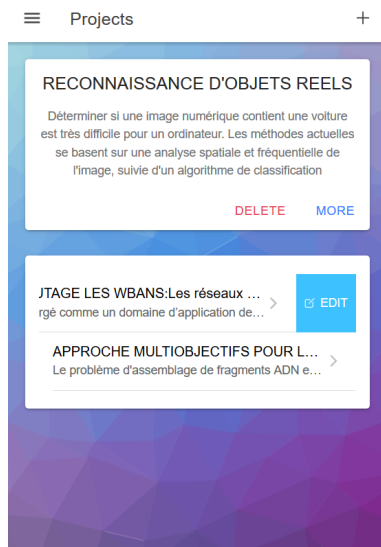 Projects
RECONNAISSANCE D'OBJETS REELS
Déterminer si une image numérique contient une voiture
est très difficile pour un ordinateur. Les méthodes actuelles
se basent sur une analyse spatiale et fréquentielle de
l'image, suivie d'un algorithme de classification
DELETE MORE
JTAGE LES WBANS:Les réseaux ...
rgé comme un domaine d'application de...
EDIT
APPROCHE MULTIOBJECTIFS POUR L...
Le problème d'assemblage de fragments ADN e...